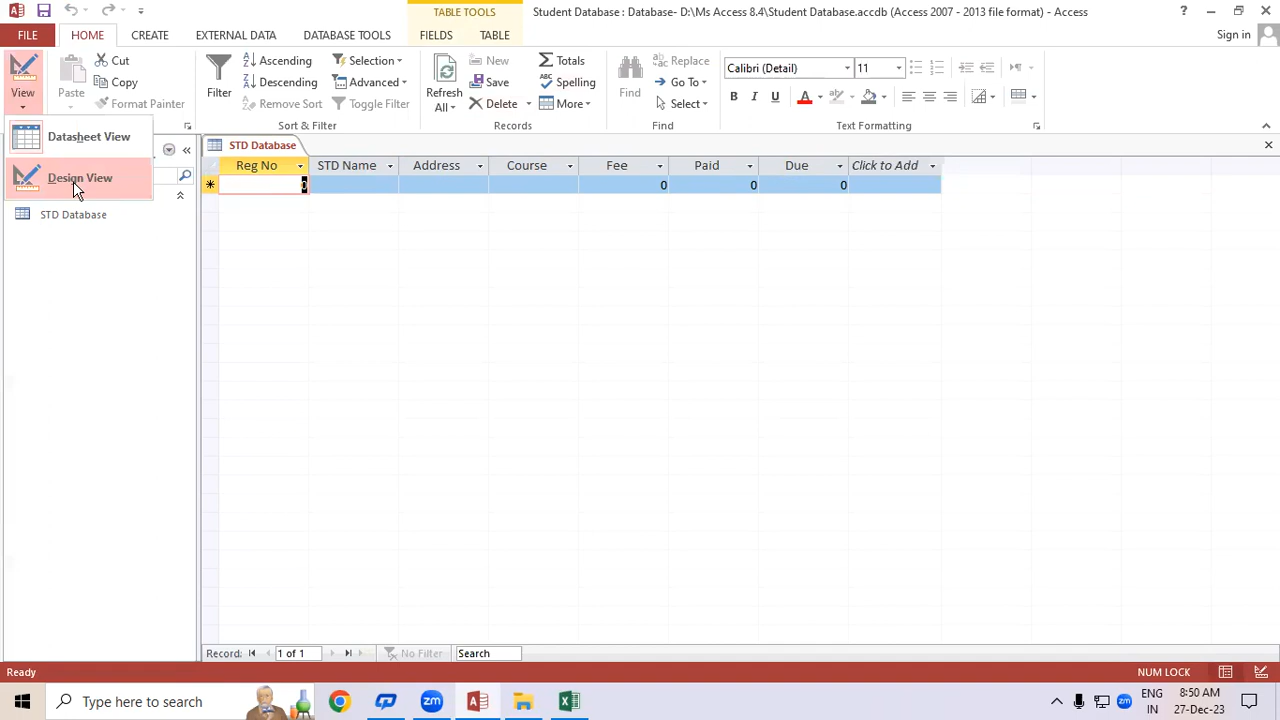 TABLE TOOLS
Student Database : Database- D:\Ms Access8.4\Student Database.accdb (Access 2007 - 2013 file format) - Access
?
FILE HOME CREATE EXTERNAL DATA DATABASE TOOLS FIELDS TABLE
Sign in
View
Paste
Cut
Copy
Format Painter
Filter
Ascending
Descending
Remove Sort
Selection
Advanced
Toggle Filter
Sort & Filter
Refresh
All
New
Save
Delete
Totals
Spelling
More
Records
Find
Replace
Go To
Select
Find
Calibri (Detail)
11
B I U A
Text Formatting
Datasheet View
Design View
STD Database
STD Database
Reg No STD Name Address Course Fee Paid Due Click to Add
0 0 0 0
Record: 1 of 1 No Filter Search
Ready
NUM LOCK
Type here to search
zm
zm
ENG
IN
8:50 AM
27-Dec-23